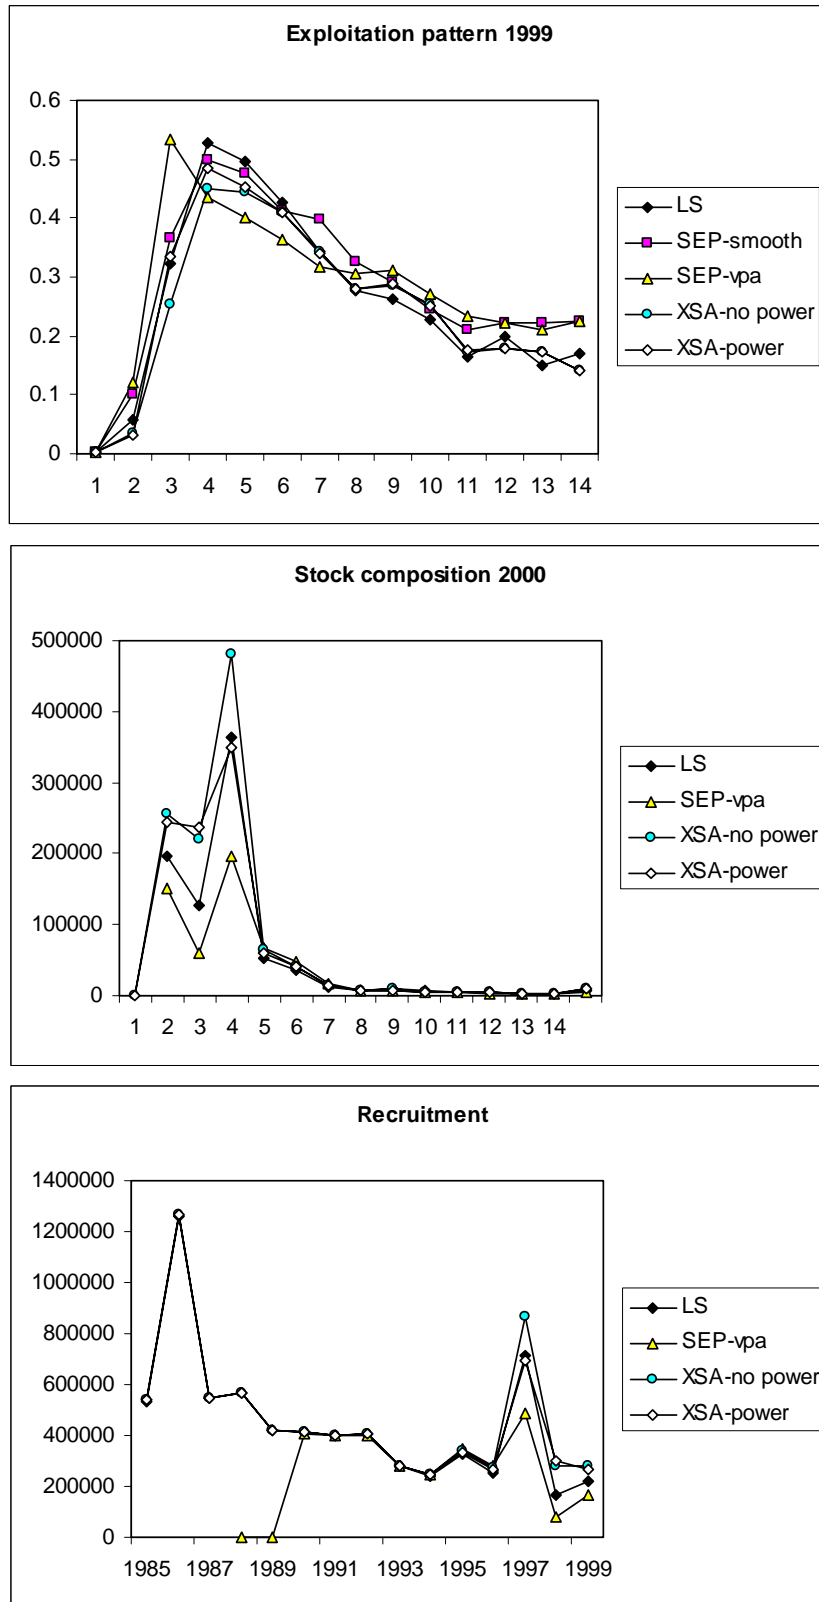 Exploitation pattern 1999
0.6
0.5
0.4
0.3
0.2
0.1
0
1 2 3 4 5 6 7 8 9 10 11 12 13 14
LS
SEP-smooth
SEP-vpa
XSA-no power
XSA-power
Stock composition 2000
500000
400000
300000
200000
100000
0
1 2 3 4 5 6 7 8 9 10 11 12 13 14
LS
SEP-vpa
XSA-no power
XSA-power
Recruitment
1400000
1200000
1000000
800000
600000
400000
200000
0
1985 1987 1989 1991 1993 1995 1997 1999
LS
SEP-vpa
XSA-no power
XSA-power